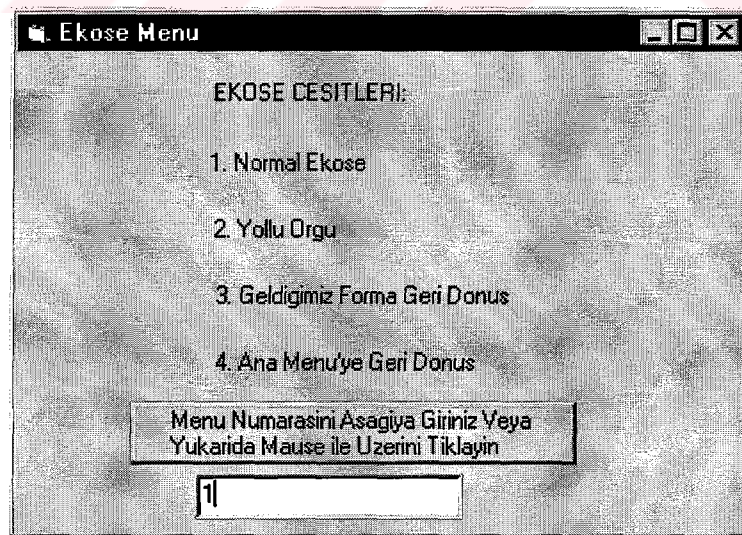 Ekose Menu
EKOSE CESITLERI:
1. Normal Ekose
2. Yollu Orgu
3. Geldigimiz Forma Geri Donus
4. Ana Menu'ye Geri Donus
Menu Numarasini Asagiya Giriniz Veya
Yukarida Mause ile Uzerini Tiklayin
1